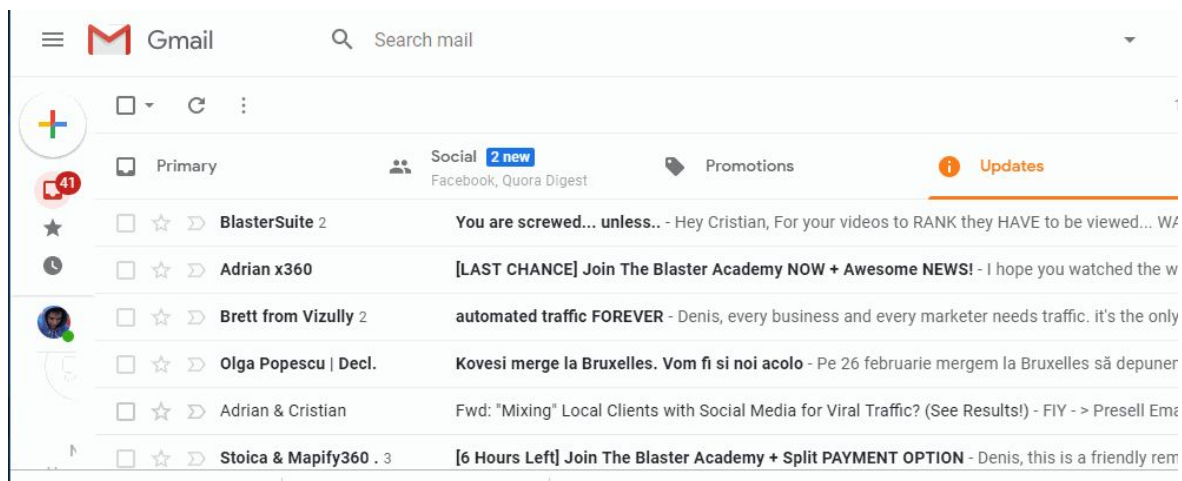 Gmail
Search mail
Primary
Social 2 new
Facebook, Quora Digest
Promotions
Updates
41
BlasterSuite 2 You are screwed... unless.. - Hey Cristian, For your videos to RANK they HAVE to be viewed... WA
Adrian x360 [LAST CHANCE] Join The Blaster Academy NOW + Awesome NEWS! - I hope you watched the w
Brett from Vizully 2 automated traffic FOREVER - Denis, every business and every marketer needs traffic. it's the only
Olga Popescu | Decl. Kovesi merge la Bruxelles. Vom fi si noi acolo - Pe 26 februarie mergem la Bruxelles să depuner
Adrian & Cristian Fwd: "Mixing" Local Clients with Social Media for Viral Traffic? (See Results!) - FIY - > Presell Ema
Stoica & Mapify360 . 3 [6 Hours Left] Join The Blaster Academy + Split PAYMENT OPTION - Denis, this is a friendly rem